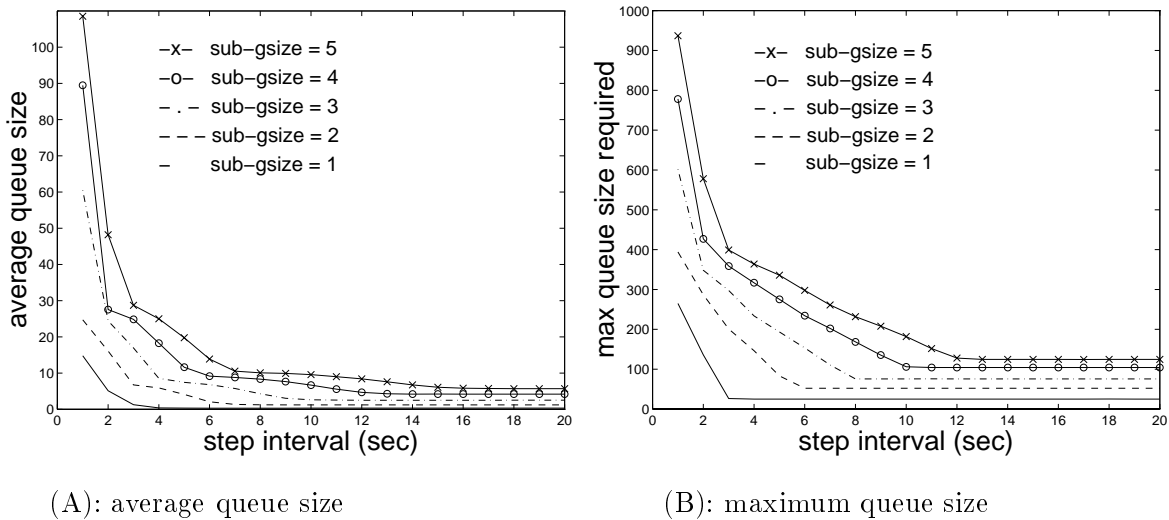 100
90
80
70
60
50
40
30
20
10
0
0 2 4 6 8 10 12 14 16 18 20
average queue size
step interval (sec)
−x− sub−gsize = 5
−o− sub−gsize = 4
− . − sub−gsize = 3
− − − sub−gsize = 2
− sub−gsize = 1
(A): average queue size
1000
900
800
700
600
500
400
300
200
100
0
0 2 4 6 8 10 12 14 16 18 20
max queue size required
step interval (sec)
−x− sub−gsize = 5
−o− sub−gsize = 4
− . − sub−gsize = 3
− − − sub−gsize = 2
− sub−gsize = 1
(B): maximum queue size